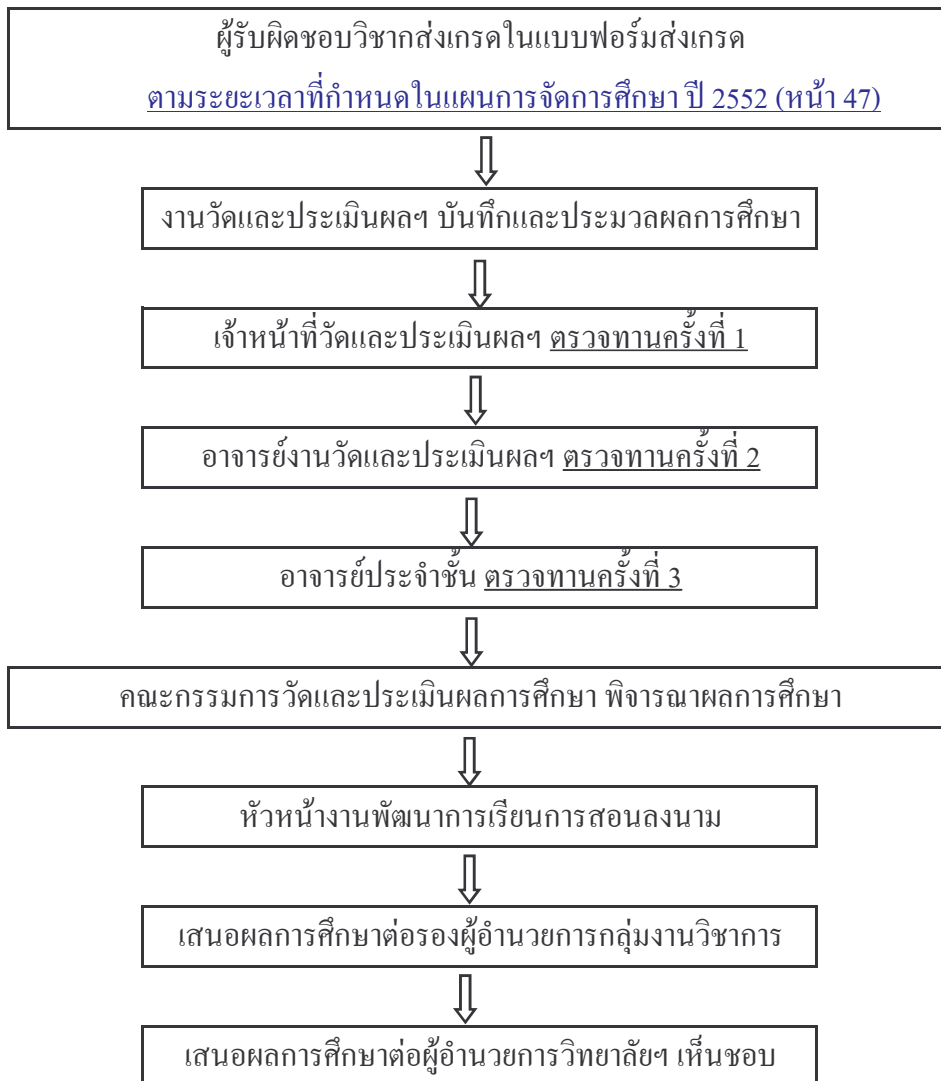 ผู้รับผิดชอบวิชากส่งเกรดในแบบฟอร์มส่งเกรด
ตามระยะเวลาที่กำหนดในแผนการจัดการศึกษา ปี 2552 (หน้า 47)
งานวัดและประเมินผลฯ บันทึกและประมวลผลการศึกษา
เจ้าหน้าที่วัดและประเมินผลฯ ตรวจทานครั้งที่ 1
อาจารย์งานวัดและประเมินผลฯ ตรวจทานครั้งที่ 2
อาจารย์ประจำชั้น ตรวจทานครั้งที่ 3
คณะกรรมการวัดและประเมินผลการศึกษา พิจารณาผลการศึกษา
หัวหน้างานพัฒนาการเรียนการสอนลงนาม
เสนอผลการศึกษาต่อรองผู้อำนวยการกลุ่มงานวิชาการ
เสนอผลการศึกษาต่อผู้อำนวยการวิทยาลัยฯ เห็นชอบ